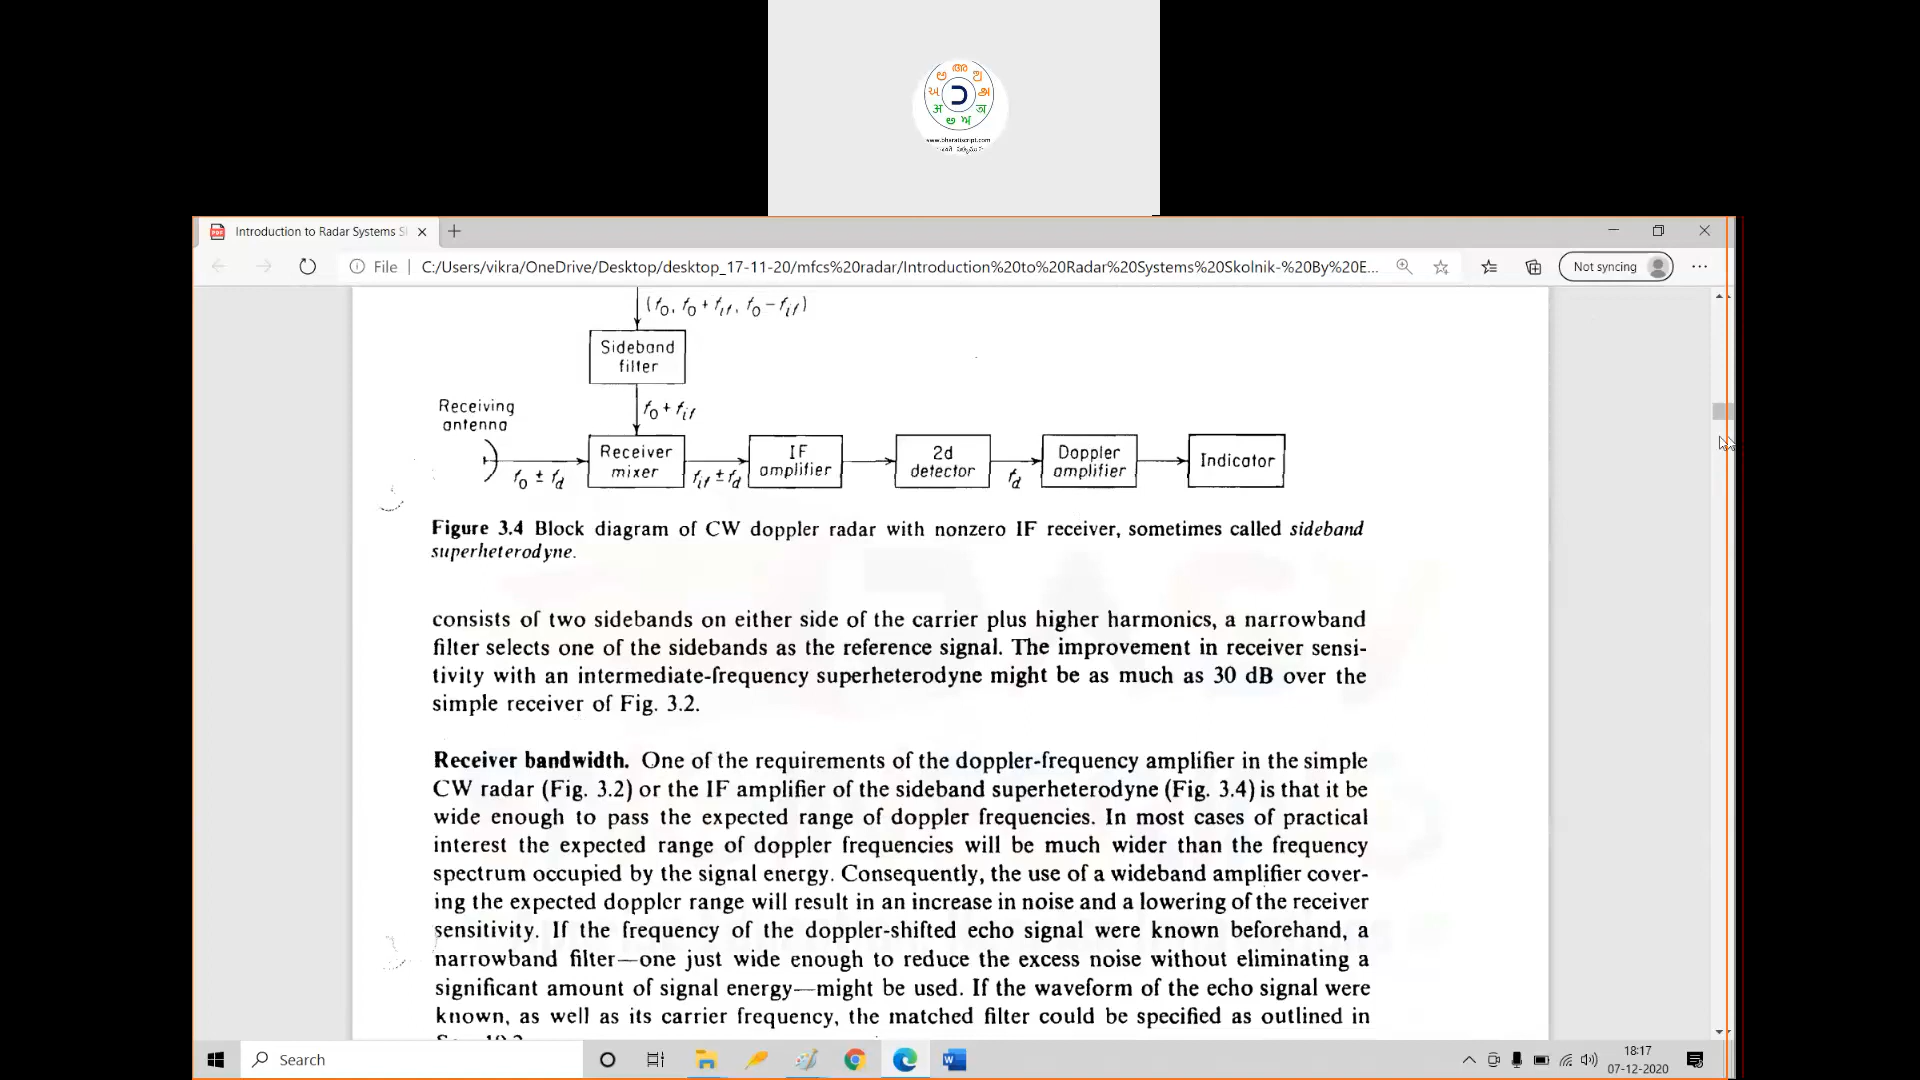 www.bharatiscript.com
Introduction to Radar Systems S
File
C:/Users/vikra/OneDrive/Desktop/desktop_17-11-20/mfcs%20radar/Introduction%20to%20Radar%20Systems%20Skolnik-%20By%20E...
Not syncing
(f0, f0 + fif, f0 − fif)
Sideband
filter
f0 + fif
Receiving
antenna
f0 ± fd
Receiver
mixer
fif ± fd
IF
amplifier
2d
detector
fd
Doppler
amplifier
Indicator
Figure 3.4 Block diagram of CW doppler radar with nonzero IF receiver, sometimes called sideband
superheterodyne.
consists of two sidebands on either side of the carrier plus higher harmonics, a narrowband
filter selects one of the sidebands as the reference signal. The improvement in receiver sensi-
tivity with an intermediate-frequency superheterodyne might be as much as 30 dB over the
simple receiver of Fig. 3.2.
Receiver bandwidth. One of the requirements of the doppler-frequency amplifier in the simple
CW radar (Fig. 3.2) or the IF amplifier of the sideband superheterodyne (Fig. 3.4) is that it be
wide enough to pass the expected range of doppler frequencies. In most cases of practical
interest the expected range of doppler frequencies will be much wider than the frequency
spectrum occupied by the signal energy. Consequently, the use of a wideband amplifier cover-
ing the expected doppler range will result in an increase in noise and a lowering of the receiver
sensitivity. If the frequency of the doppler-shifted echo signal were known beforehand, a
narrowband filter—one just wide enough to reduce the excess noise without eliminating a
significant amount of signal energy—might be used. If the waveform of the echo signal were
known, as well as its carrier frequency, the matched filter could be specified as outlined in
Search
18:17
07-12-2020